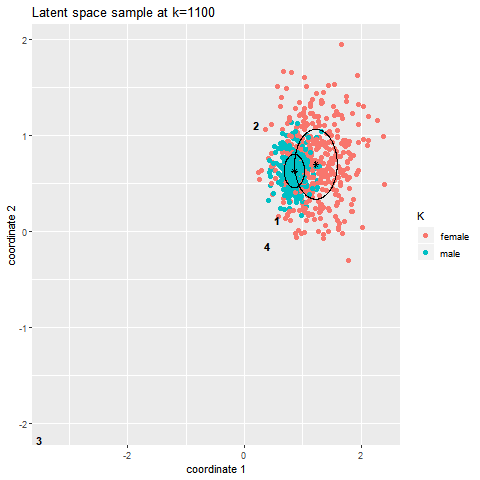 Latent space sample at k=1100
2
1
0
-1
-2
coordinate 2
2
1
4
3
-2
0
2
coordinate 1
K
female
male